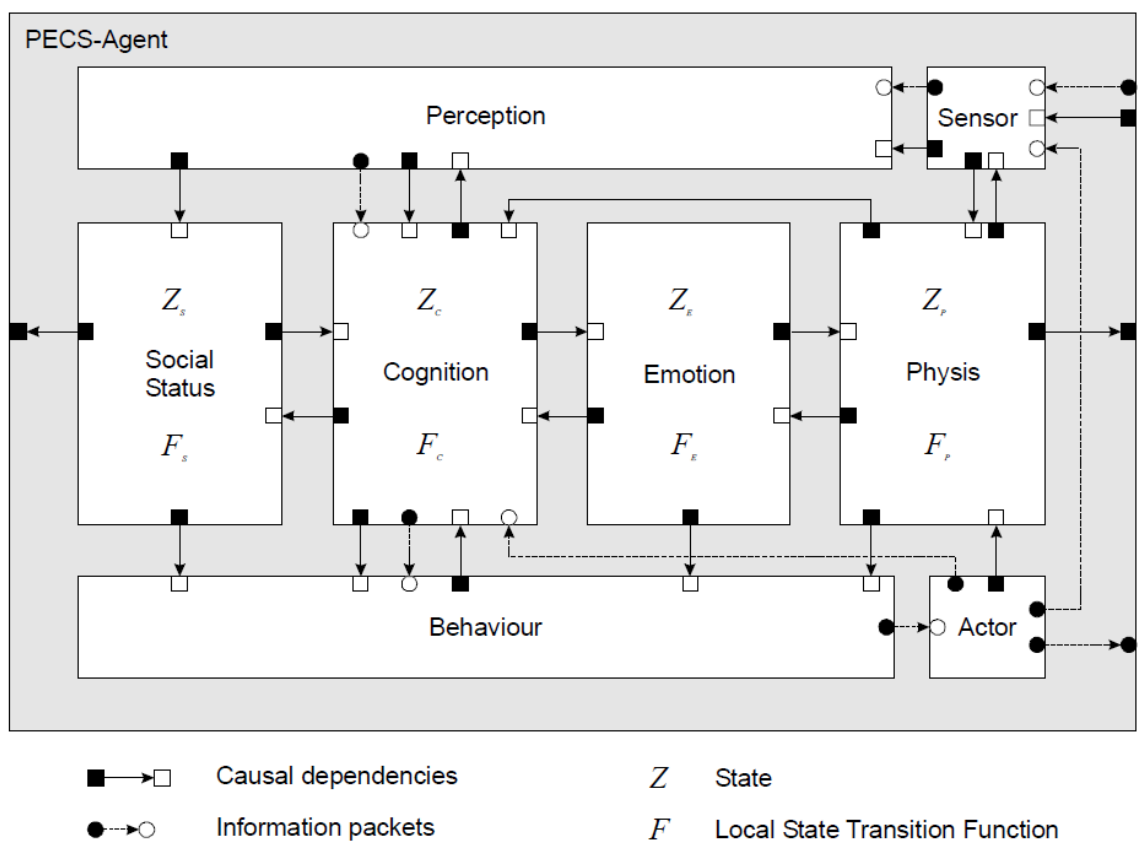 PECS-Agent
Perception
Sensor
Z_S
Z_C
Z_E
Z_P
Social
Status
Cognition
Emotion
Physis
F_S
F_C
F_E
F_P
Behaviour
Actor
Causal dependencies
Z State
Information packets
F Local State Transition Function